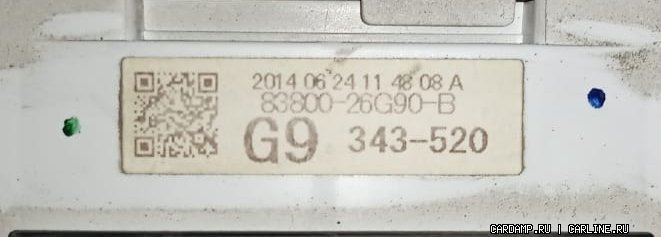 2014 06 24 11 48 08 A
83800-26G90-B
G9 343-520
CARDAMP.RU | CARLINE.RU